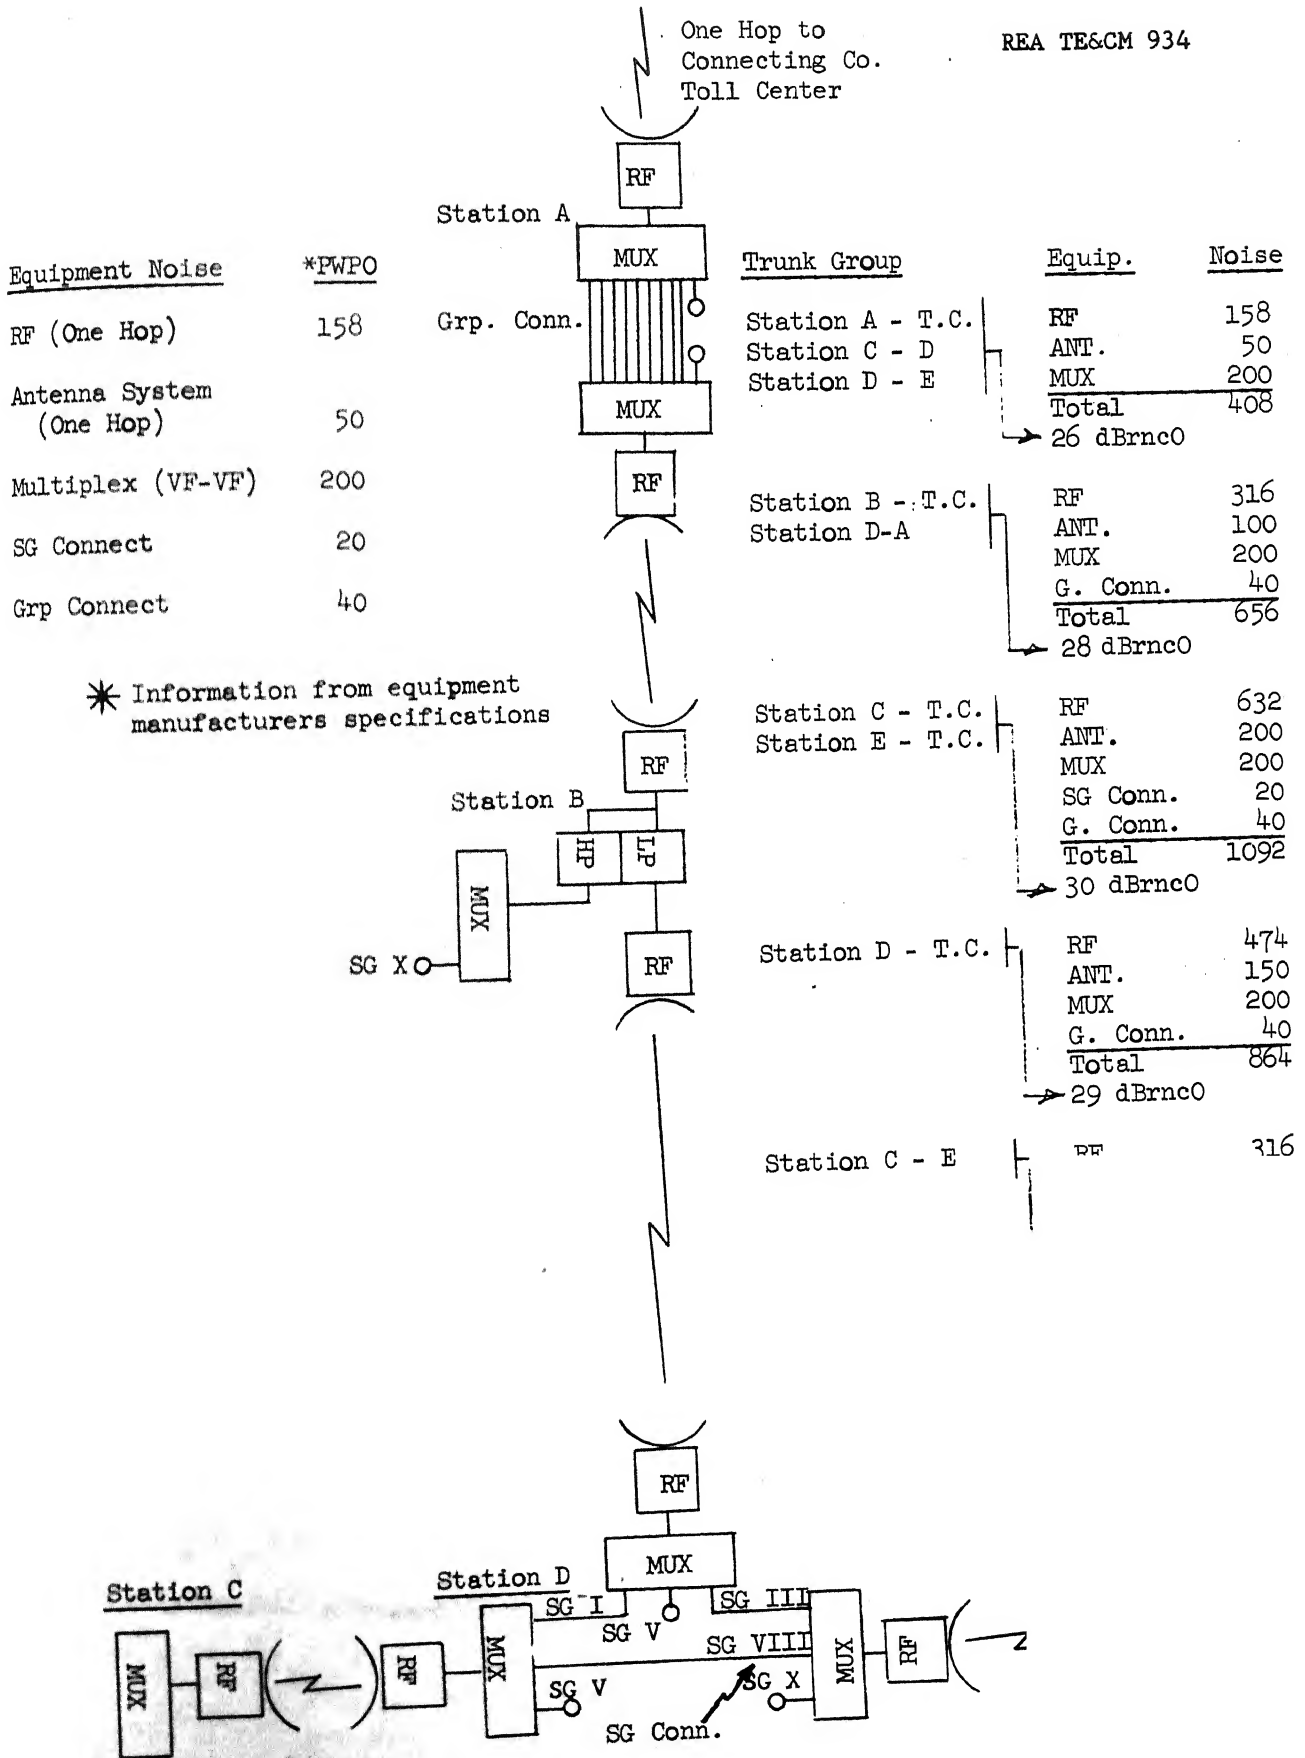 One Hop to
Connecting Co.
Toll Center
REA TE&CM 934
RF
Station A
MUX
Grp. Conn.
MUX
RF
Equipment Noise *PWPO
RF (One Hop) 158
Antenna System
(One Hop) 50
Multiplex (VF-VF) 200
SG Connect 20
Grp Connect 40
* Information from equipment
manufacturers specifications
Trunk Group Equip. Noise
Station A - T.C. RF 158
Station C - D ANT. 50
Station D - E MUX 200
Total 408
26 dBrncO
Station B - T.C. RF 316
Station D-A ANT. 100
MUX 200
G. Conn. 40
Total 656
28 dBrncO
Station C - T.C. RF 632
Station E - T.C. ANT. 200
MUX 200
SG Conn. 20
G. Conn. 40
Total 1092
30 dBrncO
Station D - T.C. RF 474
ANT. 150
MUX 200
G. Conn. 40
Total 864
29 dBrncO
Station C - E RF 316
RF
Station B
HP LP
MUX
SG X
RF
RF
MUX
Station C
Station D
SG I
SG III
SG V
SG VIII
MUX
RF
RF
MUX
MUX
RF
SG V
SG X
SG Conn.